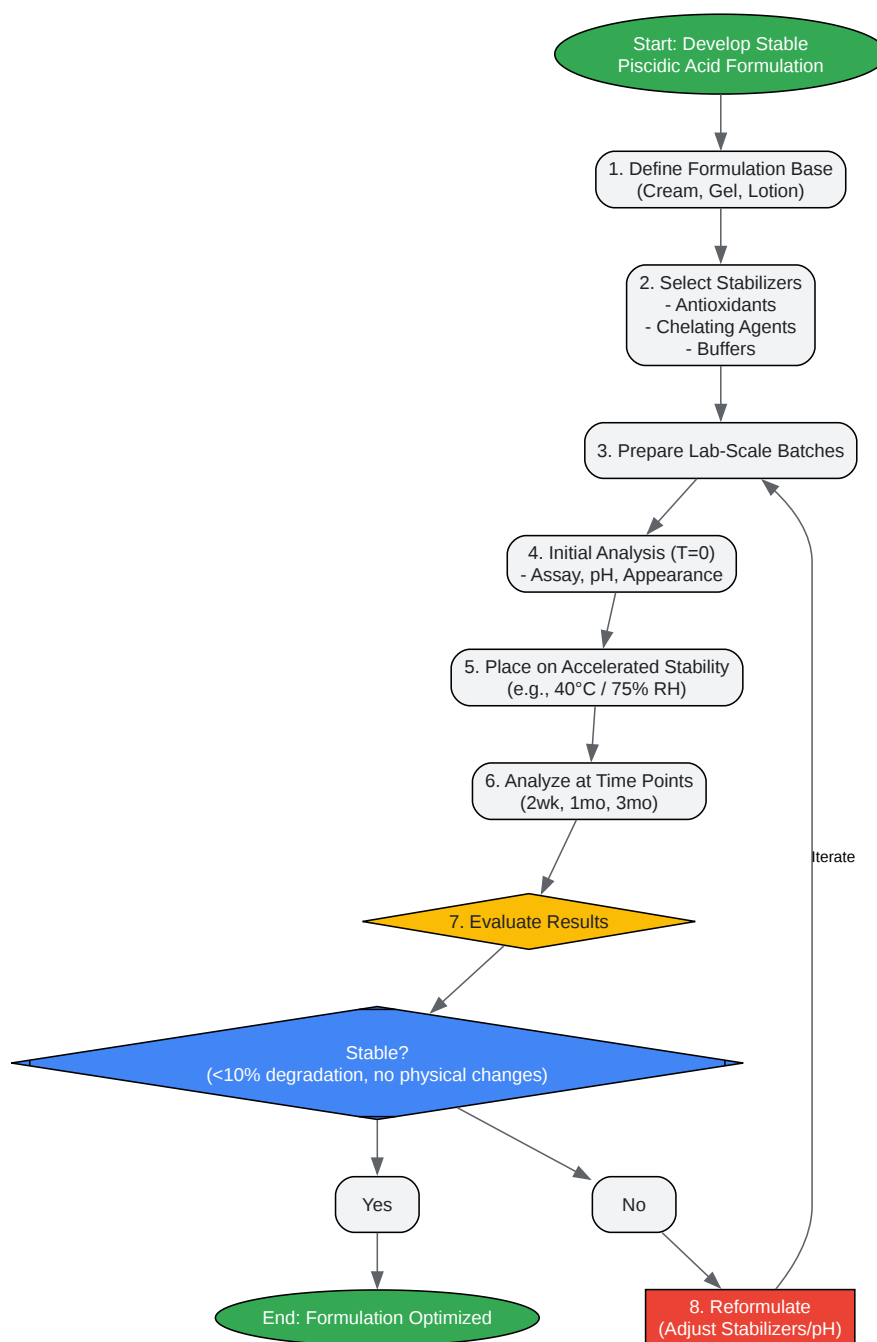 Start: Develop Stable
Piscidic Acid Formulation
1. Define Formulation Base
(Cream, Gel, Lotion)
2. Select Stabilizers
- Antioxidants
- Chelating Agents
- Buffers
3. Prepare Lab-Scale Batches
4. Initial Analysis (T=0)
- Assay, pH, Appearance
5. Place on Accelerated Stability
(e.g., 40°C / 75% RH)
6. Analyze at Time Points
(2wk, 1mo, 3mo)
Iterate
7. Evaluate Results
Stable?
(<10% degradation, no physical changes)
Yes
No
End: Formulation Optimized
8. Reformulate
(Adjust Stabilizers/pH)